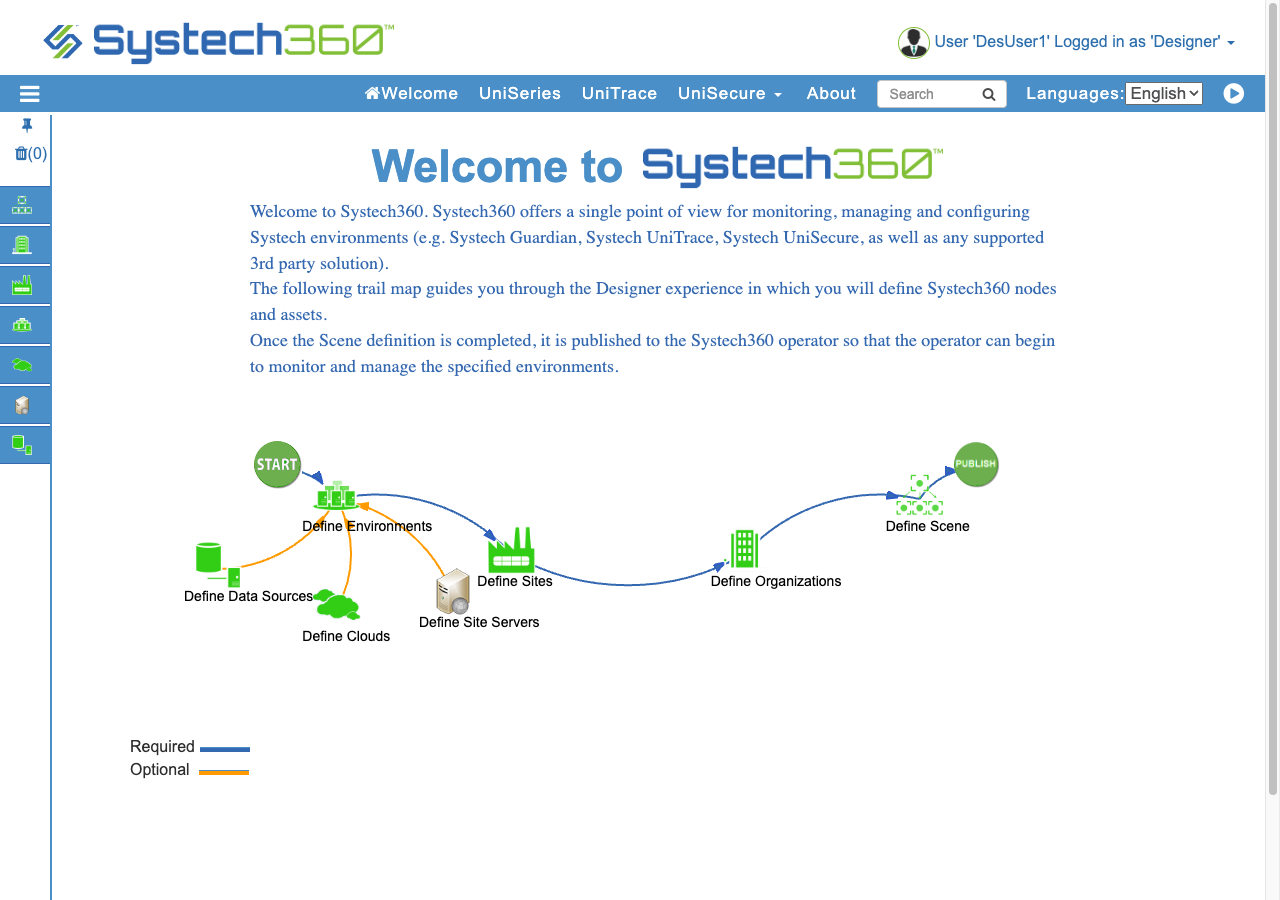 Systech360™
User 'DesUser1' Logged in as 'Designer'
Welcome UniSeries UniTrace UniSecure About Search Languages: English
(0)
Welcome to Systech360™
Welcome to Systech360. Systech360 offers a single point of view for monitoring, managing and configuring
Systech environments (e.g. Systech Guardian, Systech UniTrace, Systech UniSecure, as well as any supported
3rd party solution).
The following trail map guides you through the Designer experience in which you will define Systech360 nodes
and assets.
Once the Scene definition is completed, it is published to the Systech360 operator so that the operator can begin
to monitor and manage the specified environments.
START
PUBLISH
Define Environments
Define Scene
Define Sites
Define Organizations
Define Data Sources
Define Site Servers
Define Clouds
Required
Optional